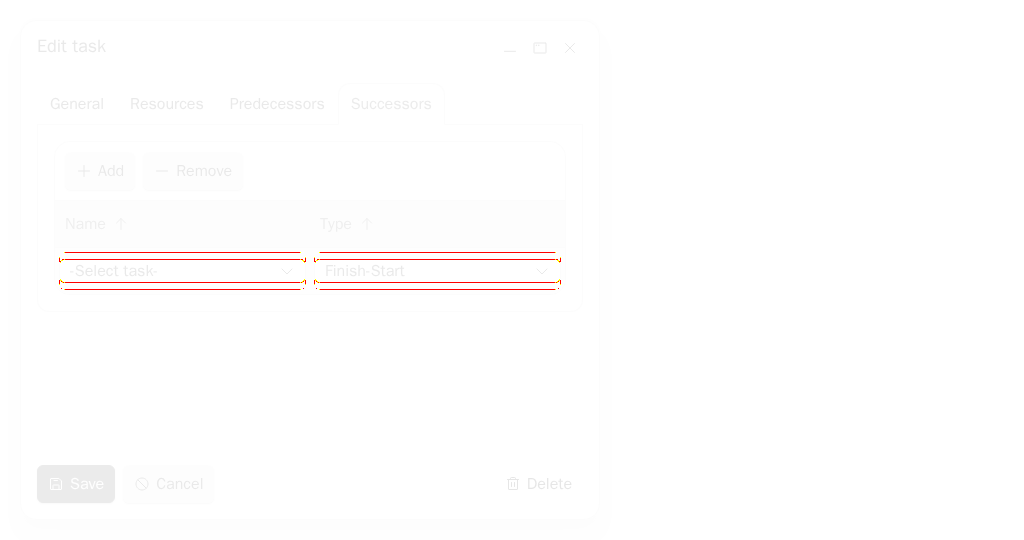 Edit task
General Resources Predecessors Successors
Add Remove
Name Type
-Select task- Finish-Start
Save Cancel Delete